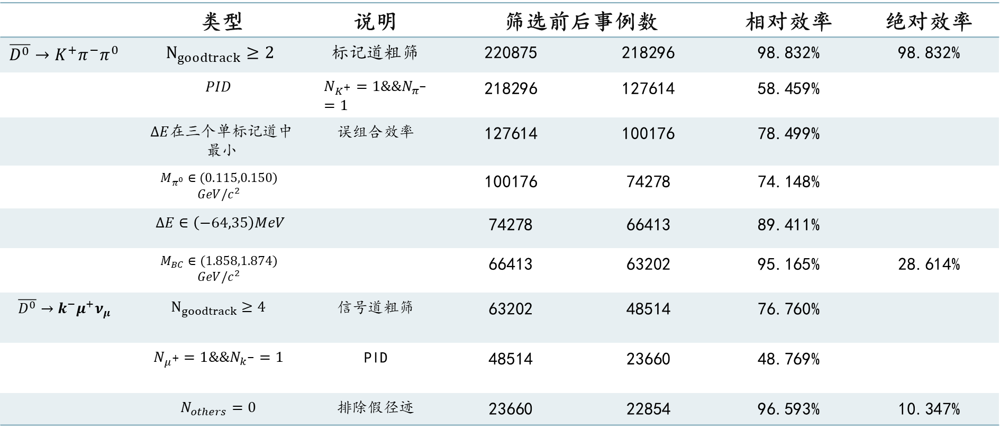 类型 说明 筛选前后事例数 相对效率 绝对效率
$\overline{D^0} \to K^+\pi^-\pi^0$ $\mathrm{N_{goodtrack}} \geq 2$ 标记道粗筛 220875 218296 98.832% 98.832%
$PID$ $N_{K^+} = 1\&\&N_{\pi^-}$ 218296 127614 58.459%
$= 1$
$\Delta E$在三个单标记道中 误组合效率 127614 100176 78.499%
最小
$M_{\pi^0} \in (0.115,0.150)$ 100176 74278 74.148%
$GeV/c^2$
$\Delta E \in (-64,35)MeV$ 74278 66413 89.411%
$M_{BC} \in (1.858,1.874)$ 66413 63202 95.165% 28.614%
$GeV/c^2$
$\overline{D^0} \to k^-\mu^+\nu_\mu$ $\mathrm{N_{goodtrack}} \geq 4$ 信号道粗筛 63202 48514 76.760%
$N_{\mu^+} = 1\&\&N_{k^-} = 1$ PID 48514 23660 48.769%
$N_{others} = 0$ 排除假径迹 23660 22854 96.593% 10.347%